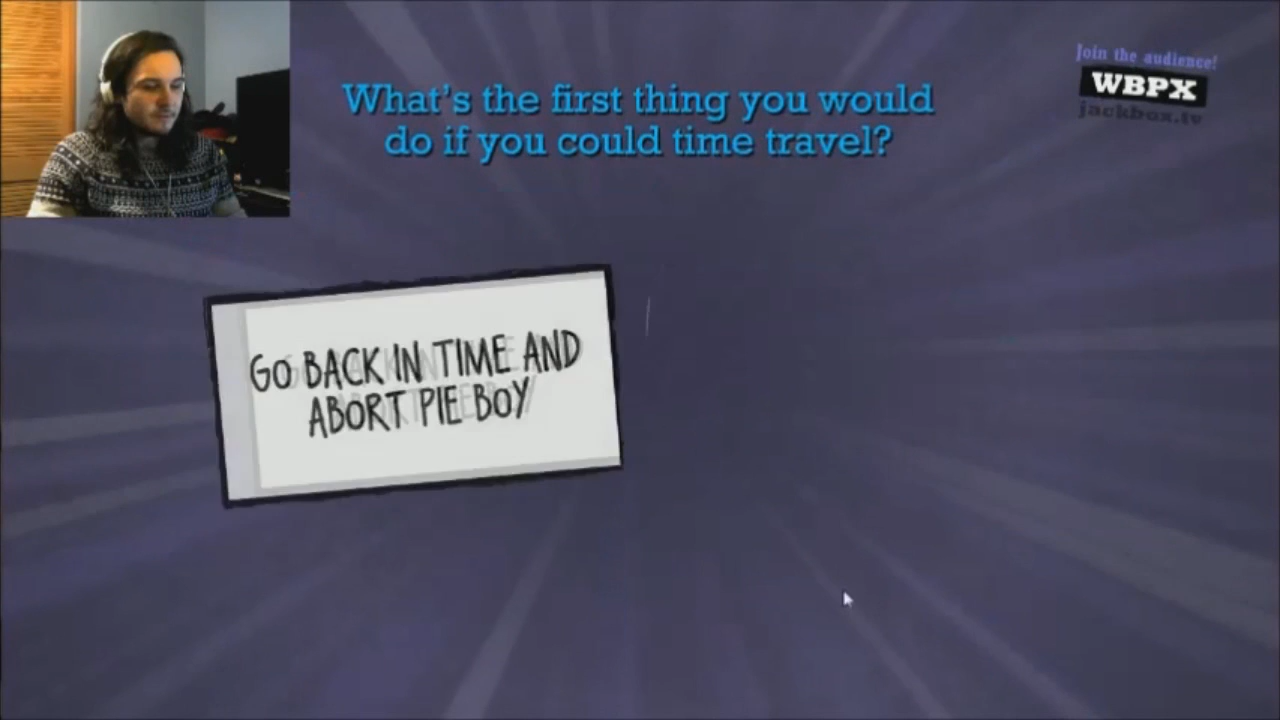 What's the first thing you would
do if you could time travel?
Join the audience!
WBPX
jackbox.tv
GO BACK IN TIME AND
ABORT PIE BOY